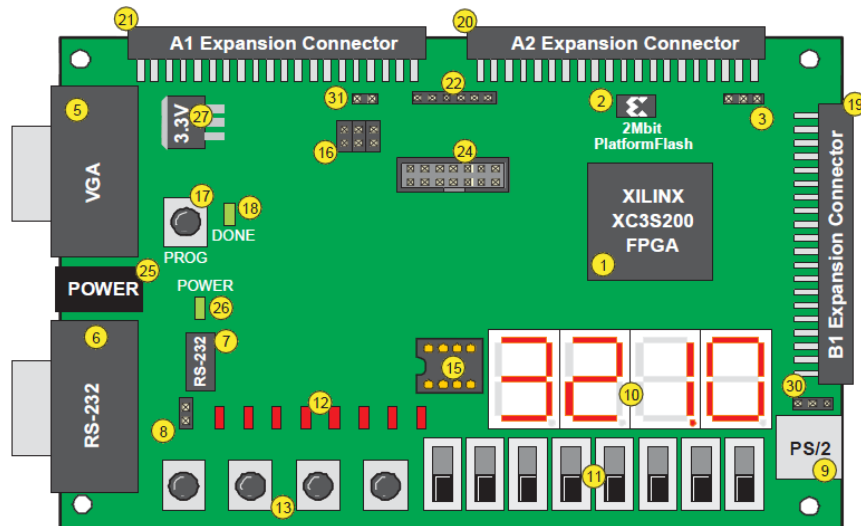 21
A1 Expansion Connector
20
A2 Expansion Connector
5
VGA
27
3.3V
31
22
2
2Mbit
PlatformFlash
3
19
B1 Expansion Connector
16
24
17
PROG
18
DONE
XILINX
XC3S200
FPGA
1
25
POWER
POWER
26
6
RS-232
7
RS-232
8
12
15
3210
10
30
PS/2
9
13
11